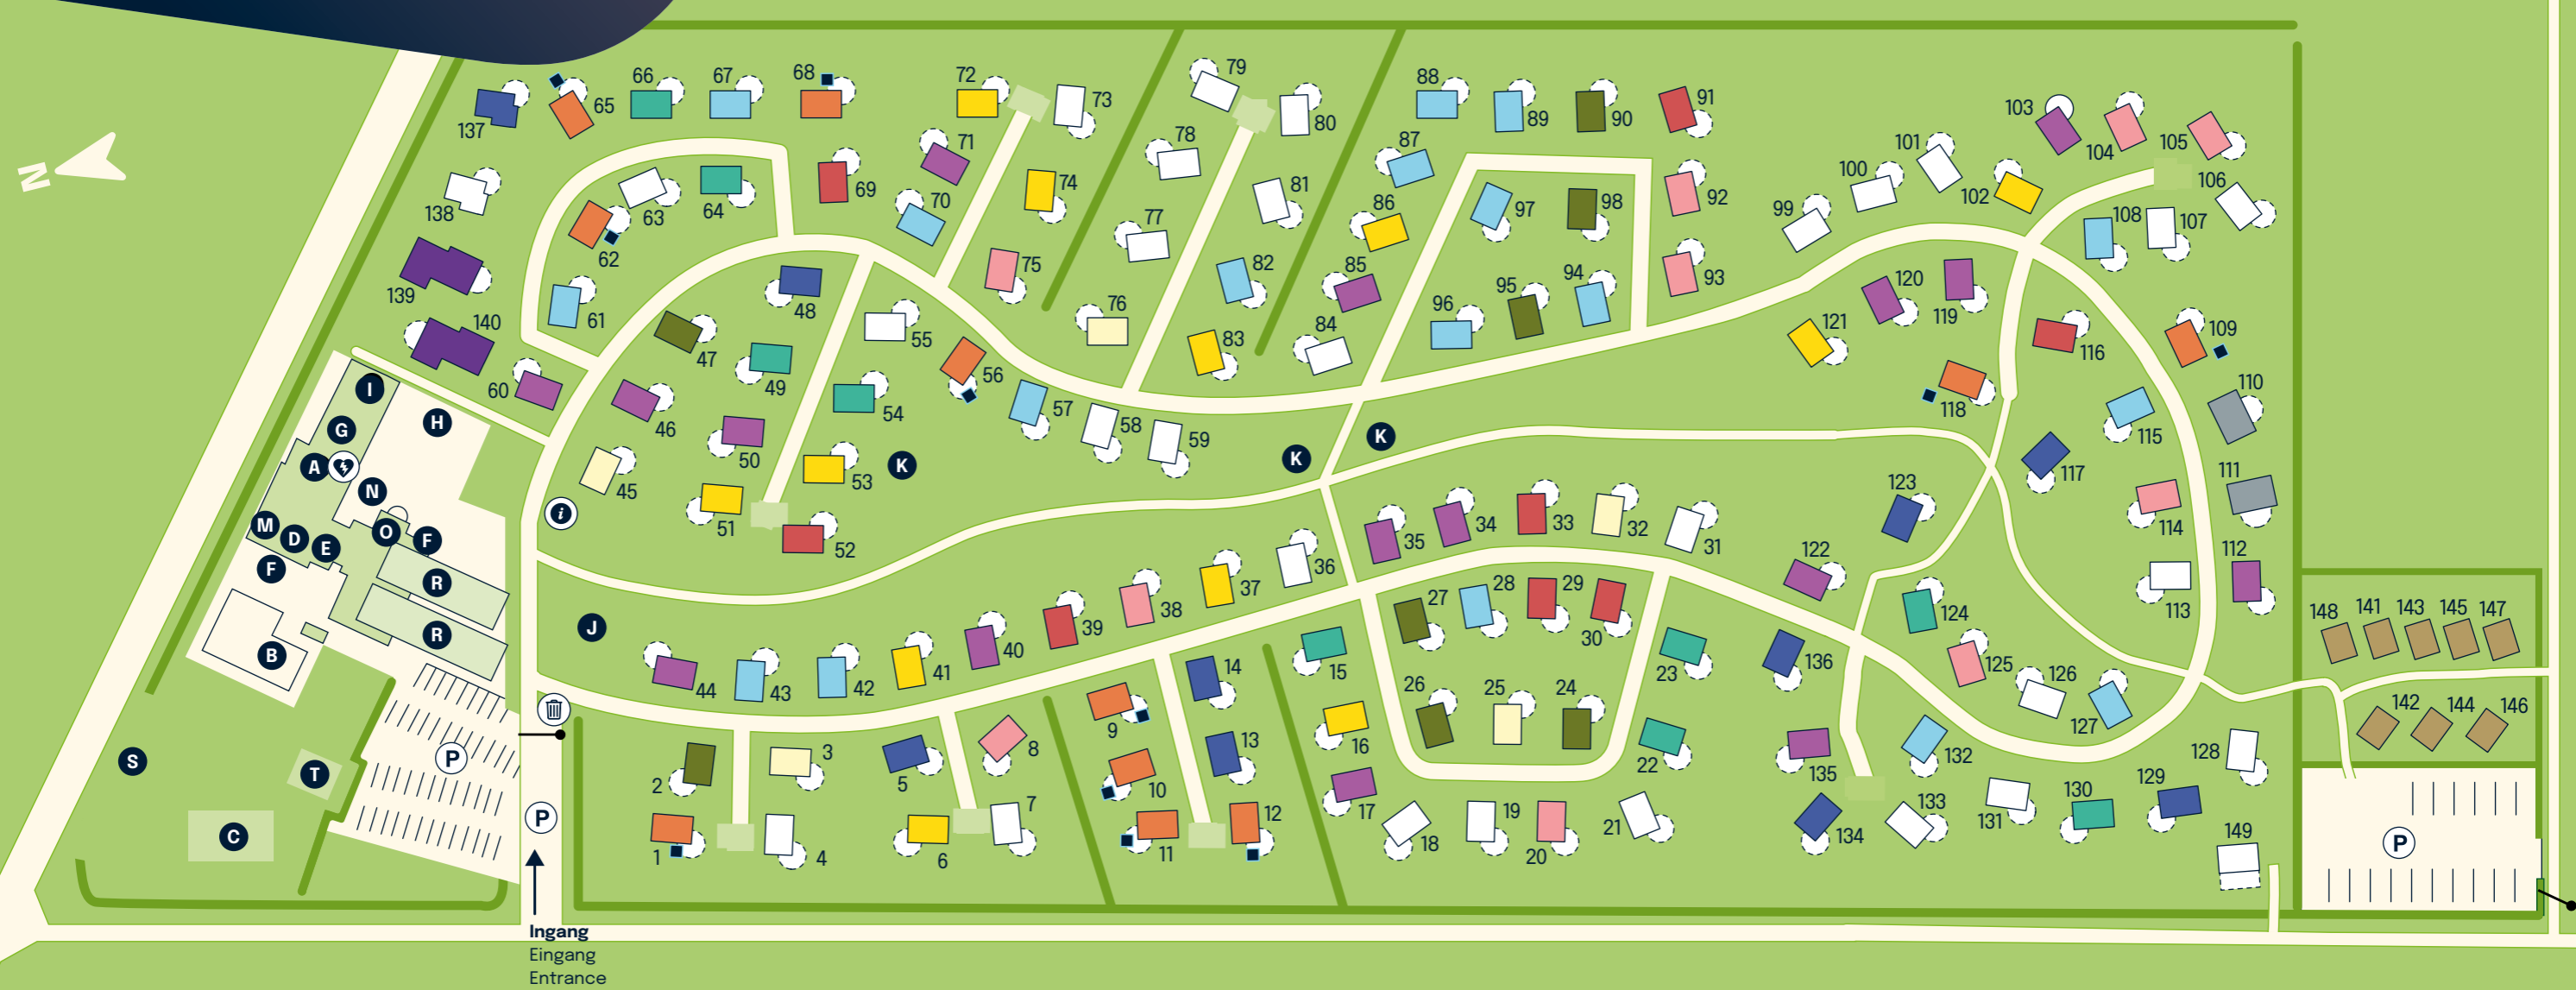 66 67 68 72 79 88
65 73 80 89 90 91
137 71 78 87 103 104 105
69 74 101
138 63 64 70 81 86 97 98 92 100 102 106
N
62 77 99 108 107
139 61 48 75 82 85 95 94 93 120 119
140 47 55 76 83 84 96 121 116 109
60 49 56 118 110
I
G H 46 54 57 58 59 K 115
A 45 50 53 K K 117 111
N 51 123 114
M D E O F i 52 36 35 34 33 32 31 122 112
F R 37 27 28 29 30 124 113
R J 38 15 23 136 125 126 148 141 143 145 147
B 44 43 42 41 40 39 14 26 25 24 127
9 16 22 135 132 142 144 146
S T P 2 3 5 8 10 13 17 128
C P 1 4 6 7 11 12 18 19 20 21 134 133 131 130 129 P
149
Ingang
Eingang
Entrance